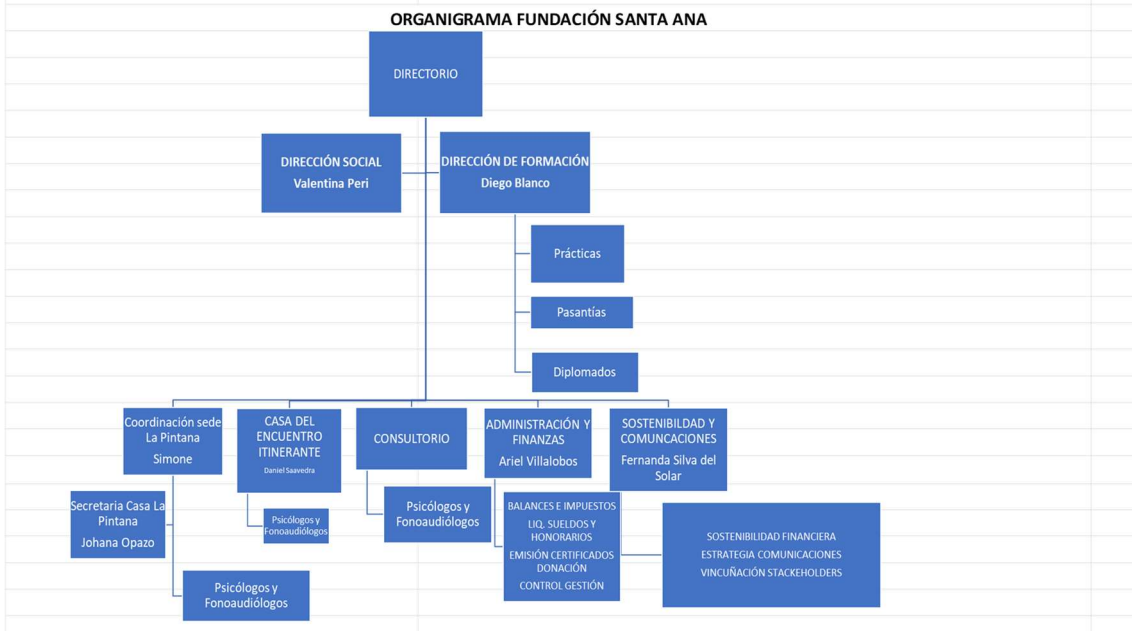 ORGANIGRAMA FUNDACIÓN SANTA ANA
DIRECTORIO
DIRECCIÓN SOCIAL
Valentina Peri
DIRECCIÓN DE FORMACIÓN
Diego Blanco
Prácticas
Pasantías
Diplomados
Coordinación sede
La Pintana
Simone
CASA DEL
ENCUENTRO
ITINERANTE
Daniel Saavedra
CONSULTORIO
ADMINISTRACIÓN Y
FINANZAS
Ariel Villalobos
SOSTENIBILDAD Y
COMUNCACIONES
Fernanda Silva del
Solar
Secretaria Casa La
Pintana
Johana Opazo
Psicólogos y
Fonoaudiólogos
Psicólogos y
Fonoaudiólogos
Psicólogos y
Fonoaudiólogos
BALANCES E IMPUESTOS
LIQ. SUELDOS Y
HONORARIOS
EMISIÓN CERTIFICADOS
DONACIÓN
CONTROL GESTIÓN
SOSTENIBILIDAD FINANCIERA
ESTRATEGIA COMUNICACIONES
VINCUÑACIÓN STACKEHOLDERS